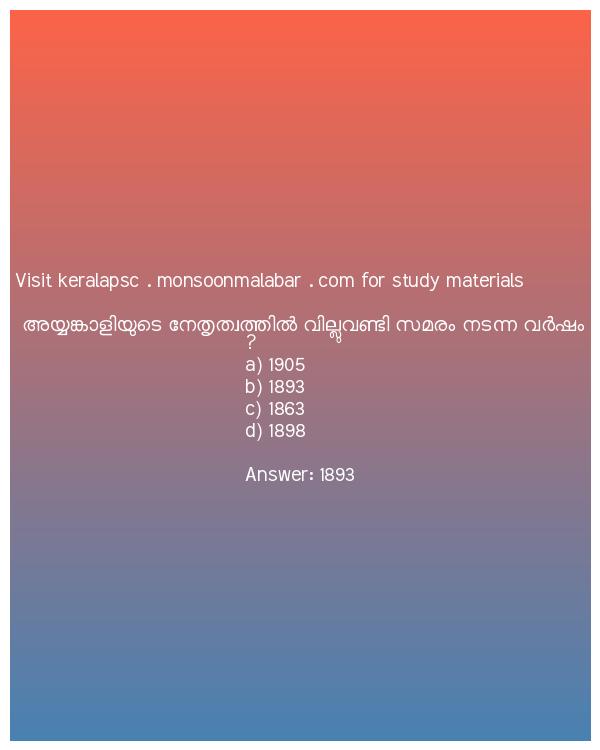 Visit keralapsc . monsoonmalabar . com for study materials
അയ്യങ്കാളിയുടെ നേതൃത്വത്തിൽ വില്ലുവണ്ടി സമരം നടന്ന വർഷം
?
a) 1905
b) 1893
c) 1863
d) 1898
Answer: 1893